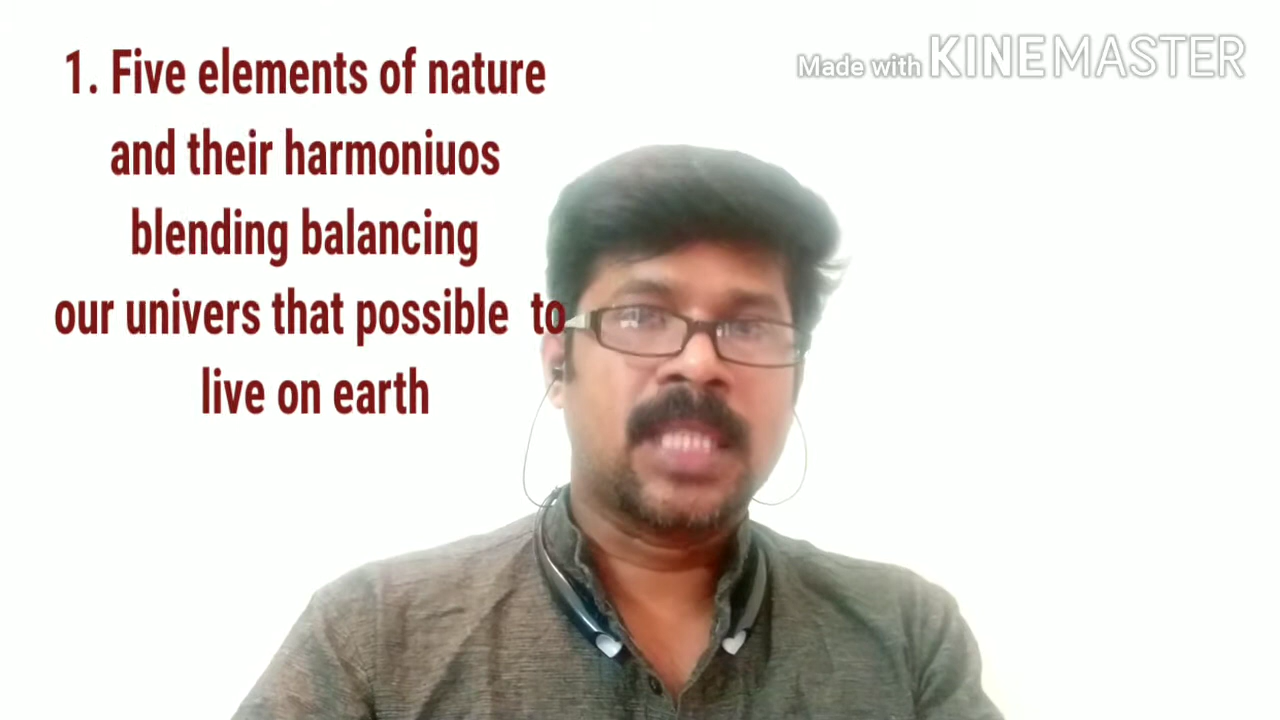 1. Five elements of nature
and their harmoniuos
blending balancing
our univers that possible to
live on earth
Made with KINEMASTER